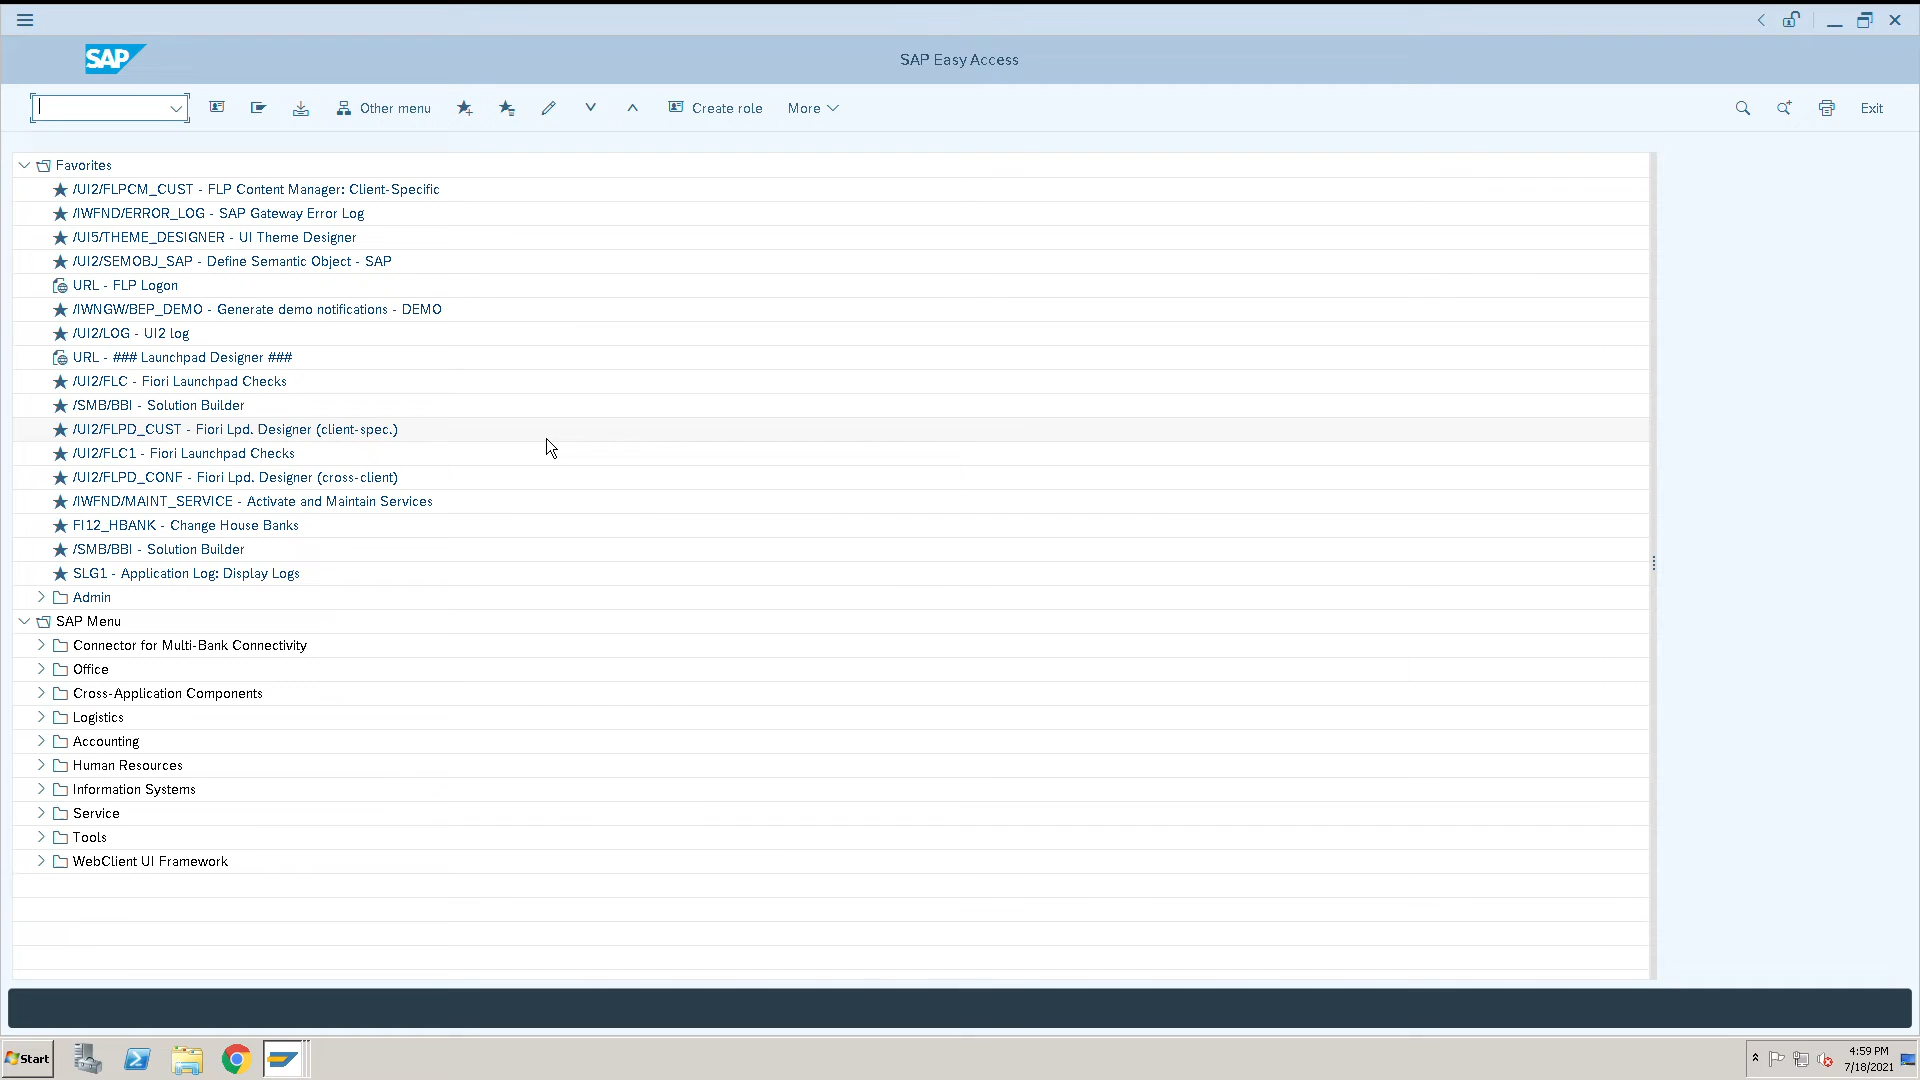 SAP
SAP Easy Access
Other menu
Create role
More
Exit
Favorites
/UI2/FLPCM_CUST - FLP Content Manager: Client-Specific
/IWFND/ERROR_LOG - SAP Gateway Error Log
/UI5/THEME_DESIGNER - UI Theme Designer
/UI2/SEMOBJ_SAP - Define Semantic Object - SAP
URL - FLP Logon
/IWNGW/BEP_DEMO - Generate demo notifications - DEMO
/UI2/LOG - UI2 log
URL - ### Launchpad Designer ###
/UI2/FLC - Fiori Launchpad Checks
/SMB/BBI - Solution Builder
/UI2/FLPD_CUST - Fiori Lpd. Designer (client-spec.)
/UI2/FLC1 - Fiori Launchpad Checks
/UI2/FLPD_CONF - Fiori Lpd. Designer (cross-client)
/IWFND/MAINT_SERVICE - Activate and Maintain Services
FI12_HBANK - Change House Banks
/SMB/BBI - Solution Builder
SLG1 - Application Log: Display Logs
Admin
SAP Menu
Connector for Multi-Bank Connectivity
Office
Cross-Application Components
Logistics
Accounting
Human Resources
Information Systems
Service
Tools
WebClient UI Framework
Start
4:59 PM
7/18/2021